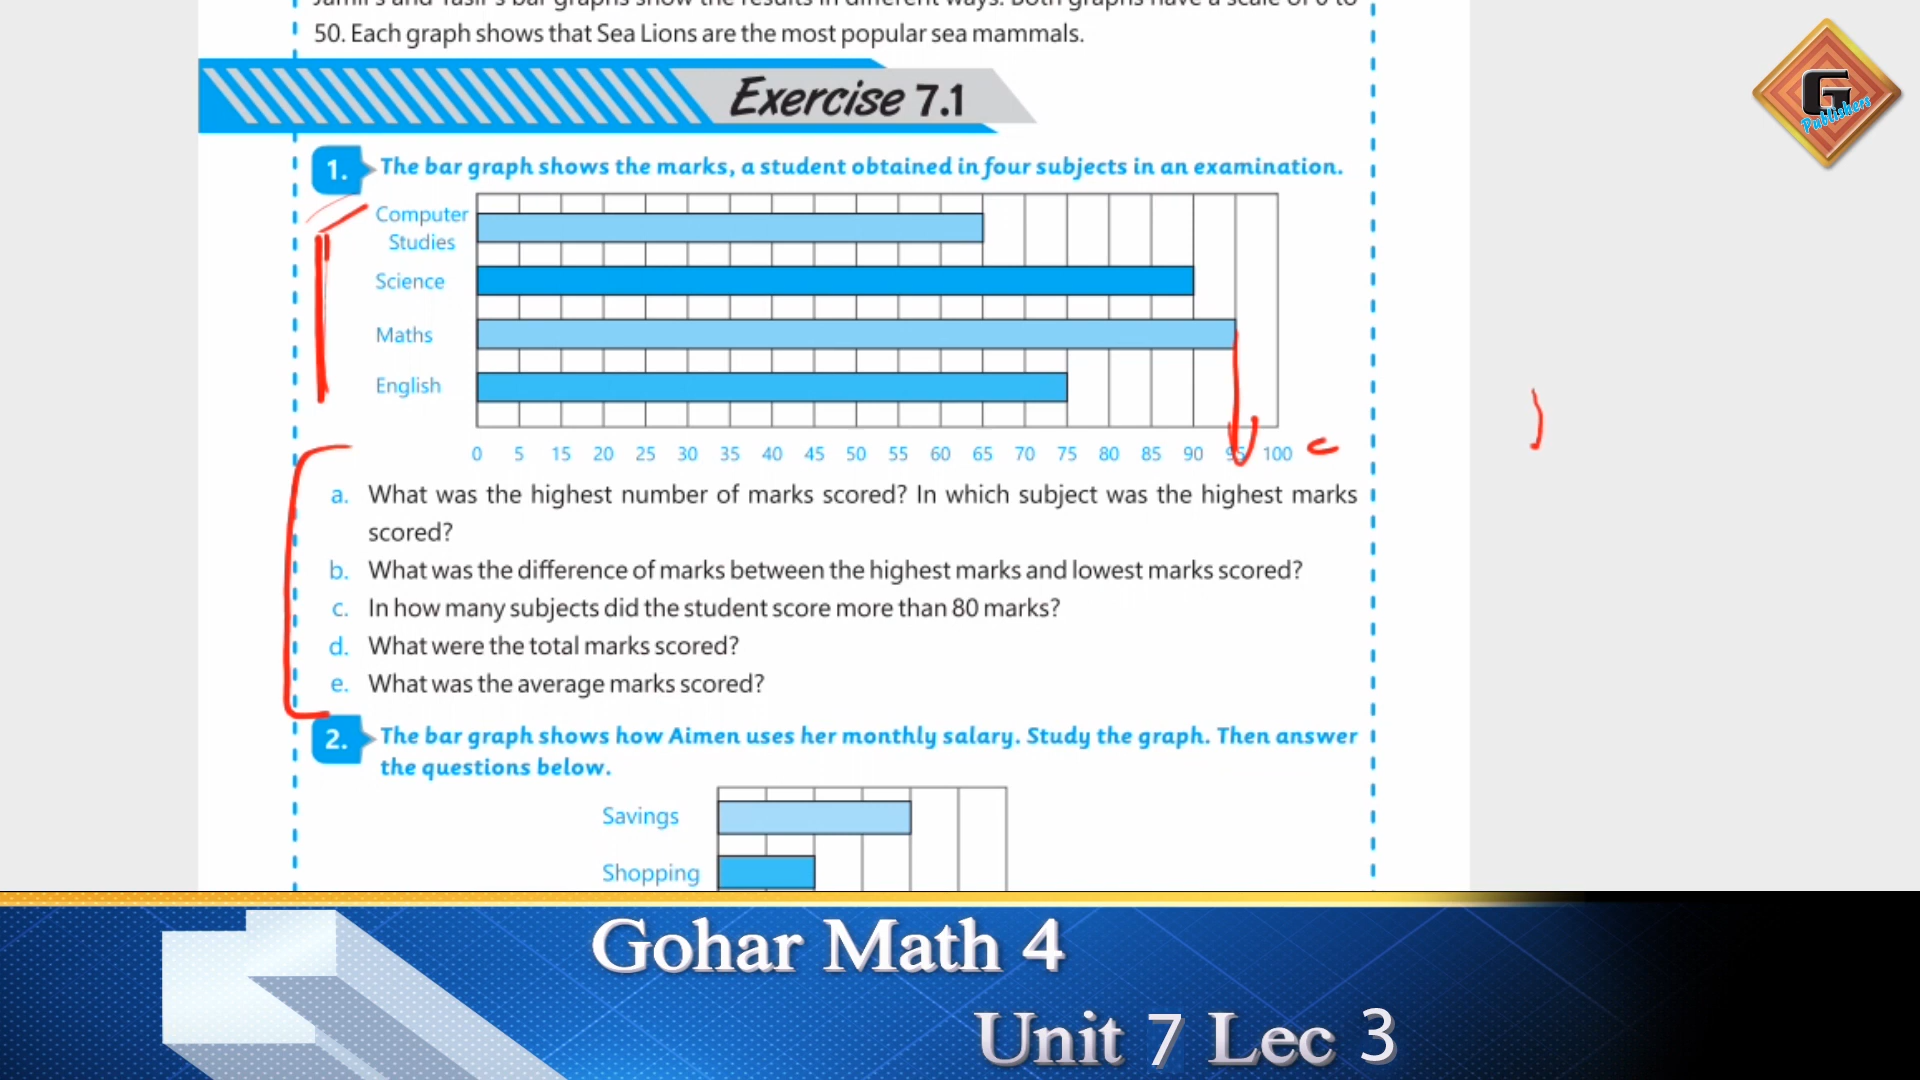 50. Each graph shows that Sea Lions are the most popular sea mammals.
Exercise 7.1
G
Publishers
1. The bar graph shows the marks, a student obtained in four subjects in an examination.
Computer
Studies
Science
Maths
English
0 5 15 20 25 30 35 40 45 50 55 60 65 70 75 80 85 90 95 100
a. What was the highest number of marks scored? In which subject was the highest marks
scored?
b. What was the difference of marks between the highest marks and lowest marks scored?
c. In how many subjects did the student score more than 80 marks?
d. What were the total marks scored?
e. What was the average marks scored?
2. The bar graph shows how Aimen uses her monthly salary. Study the graph. Then answer
the questions below.
Savings
Shopping
Gohar Math 4
Unit 7 Lec 3